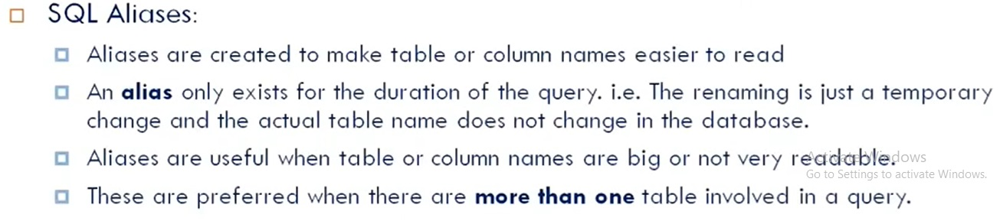 SQL Aliases:
Aliases are created to make table or column names easier to read
An alias only exists for the duration of the query. i.e. The renaming is just a temporary
change and the actual table name does not change in the database.
Aliases are useful when table or column names are big or not very readable.
Activate Windows
Go to Settings to activate Windows.
These are preferred when there are more than one table involved in a query.